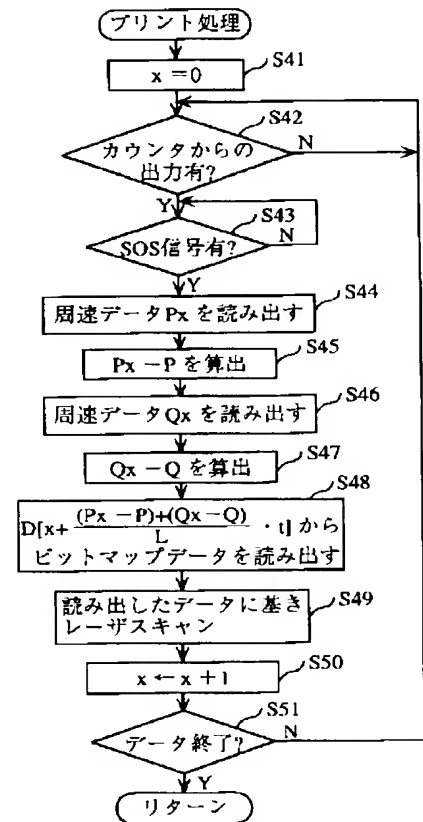 プリント処理
S41
x = 0
S42
カウンタからの
出力有?
N
Y
S43
SOS信号有?
N
Y
S44
周速データPx を読み出す
S45
Px − P を算出
S46
周速データQx を読み出す
S47
Qx − Q を算出
S48
D[x+ (Px − P)+(Qx − Q) / L · t] から
ビットマップデータを読み出す
S49
読み出したデータに基き
レーザスキャン
S50
x ← x + 1
S51
データ終了?
N
Y
リターン